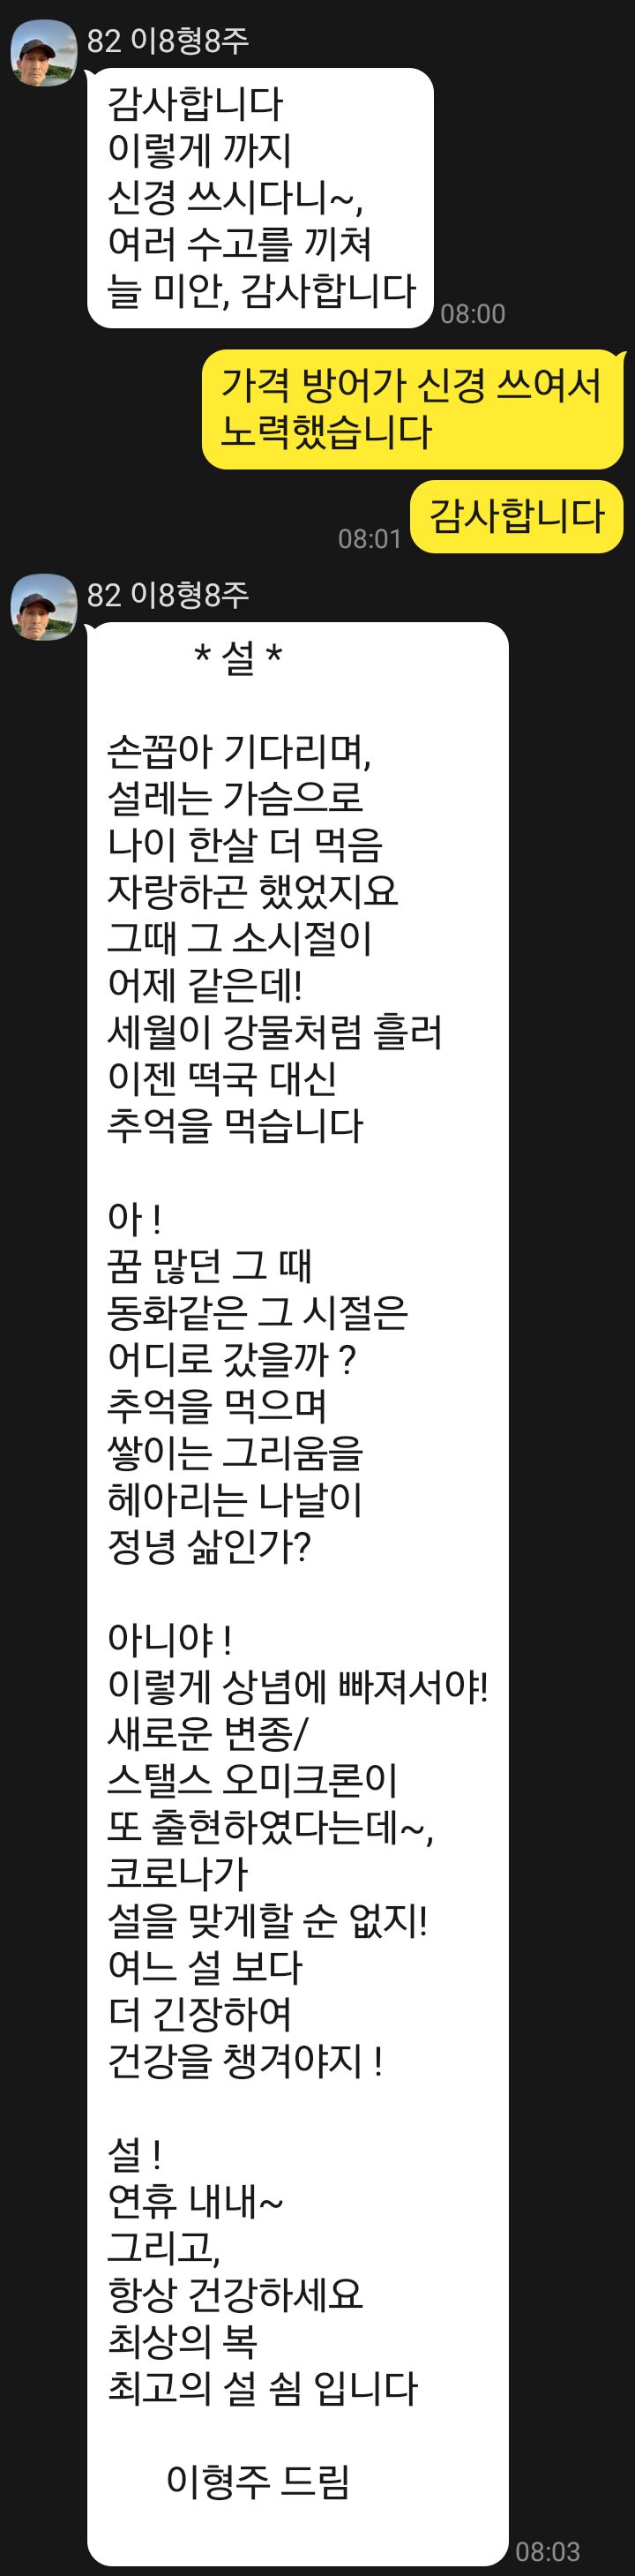 82 이8형8주
감사합니다
이렇게 까지
신경 쓰시다니~,
여러 수고를 끼쳐
늘 미안, 감사합니다
08:00
가격 방어가 신경 쓰여서
노력했습니다
감사합니다
08:01
82 이8형8주
* 설 *
손꼽아 기다리며,
설레는 가슴으로
나이 한살 더 먹음
자랑하곤 했었지요
그때 그 소시절이
어제 같은데!
세월이 강물처럼 흘러
이젠 떡국 대신
추억을 먹습니다
아 !
꿈 많던 그 때
동화같은 그 시절은
어디로 갔을까 ?
추억을 먹으며
쌓이는 그리움을
헤아리는 나날이
정녕 삶인가?
아니야 !
이렇게 상념에 빠져서야!
새로운 변종/
스탤스 오미크론이
또 출현하였다는데~,
코로나가
설을 맞게할 순 없지!
여느 설 보다
더 긴장하여
건강을 챙겨야지 !
설 !
연휴 내내~
그리고,
항상 건강하세요
최상의 복
최고의 설 쇰 입니다
이형주 드림
08:03